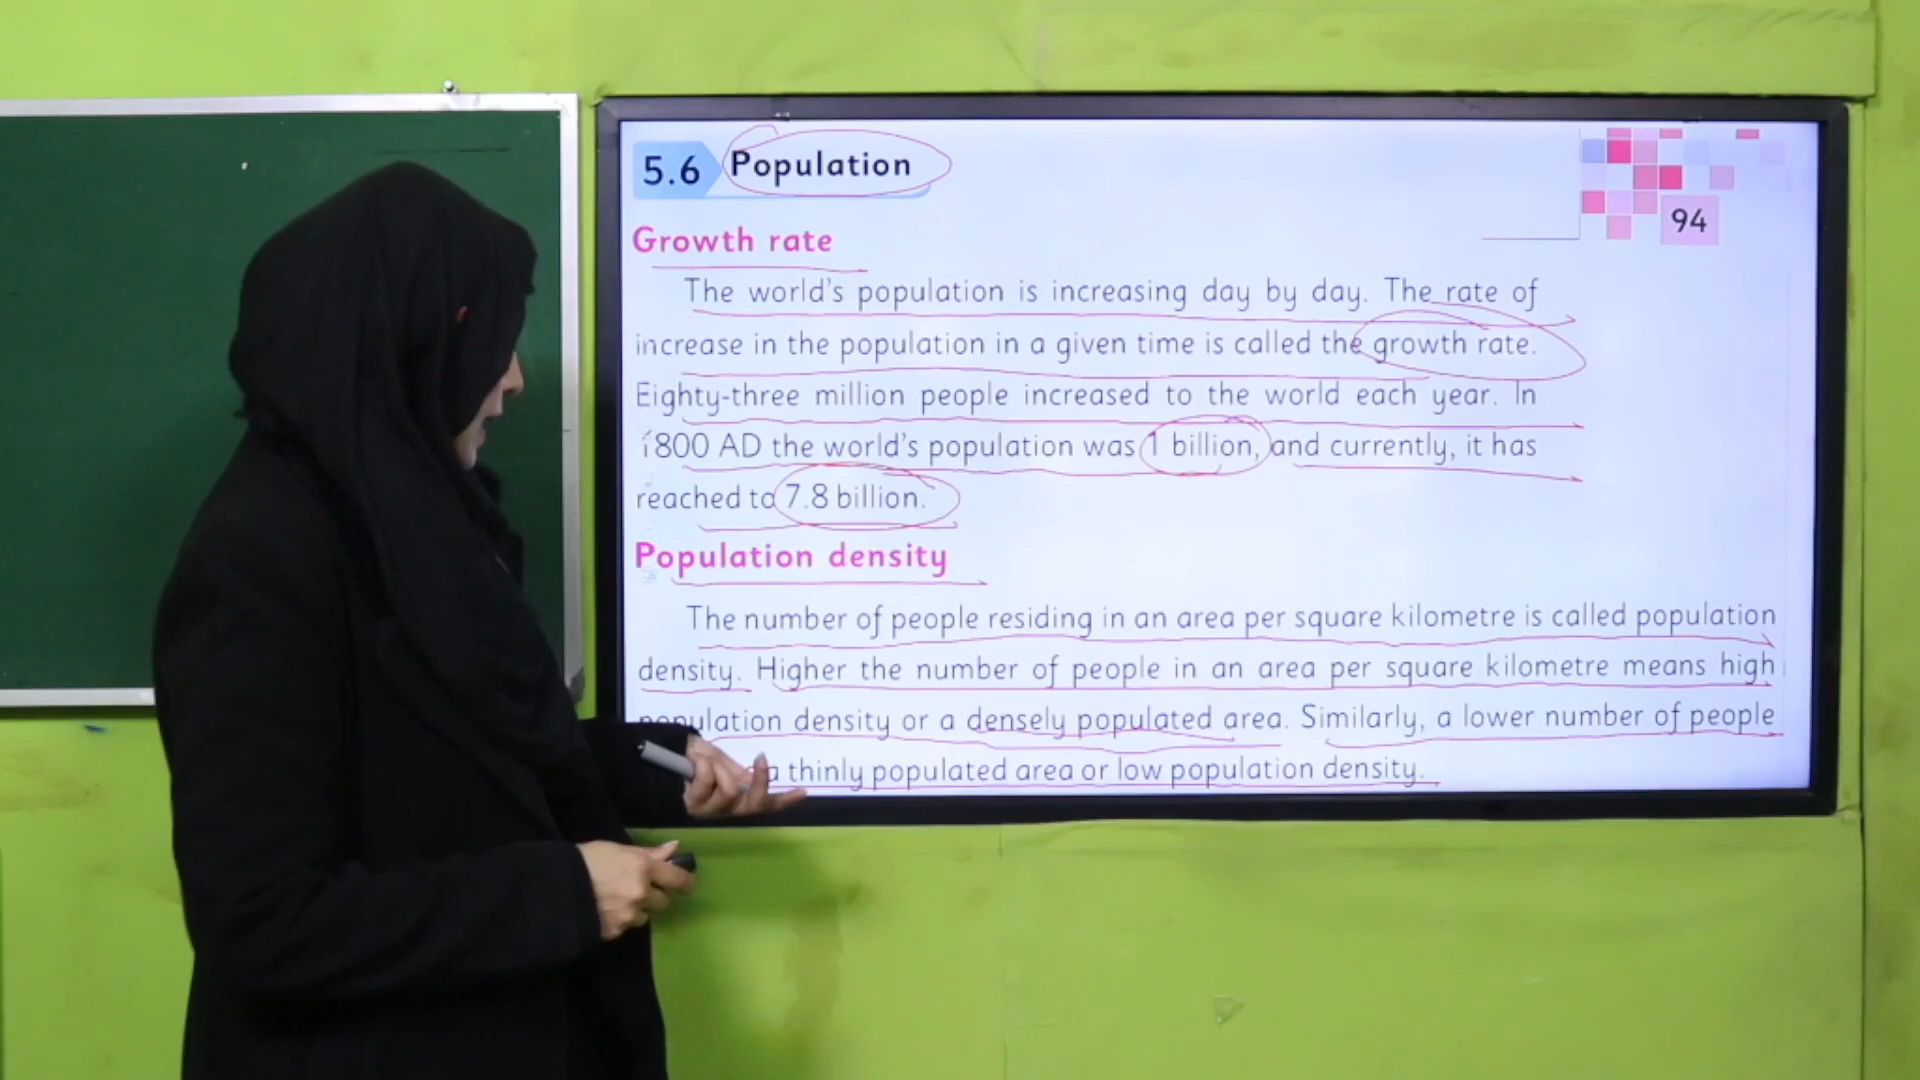 5.6 Population
94
Growth rate
The world's population is increasing day by day. The rate of
increase in the population in a given time is called the growth rate.
Eighty-three million people increased to the world each year. In
1800 AD the world's population was 1 billion, and currently, it has
reached to 7.8 billion.
Population density
The number of people residing in an area per square kilometre is called population
density. Higher the number of people in an area per square kilometre means high
population density or a densely populated area. Similarly, a lower number of people
a thinly populated area or low population density.